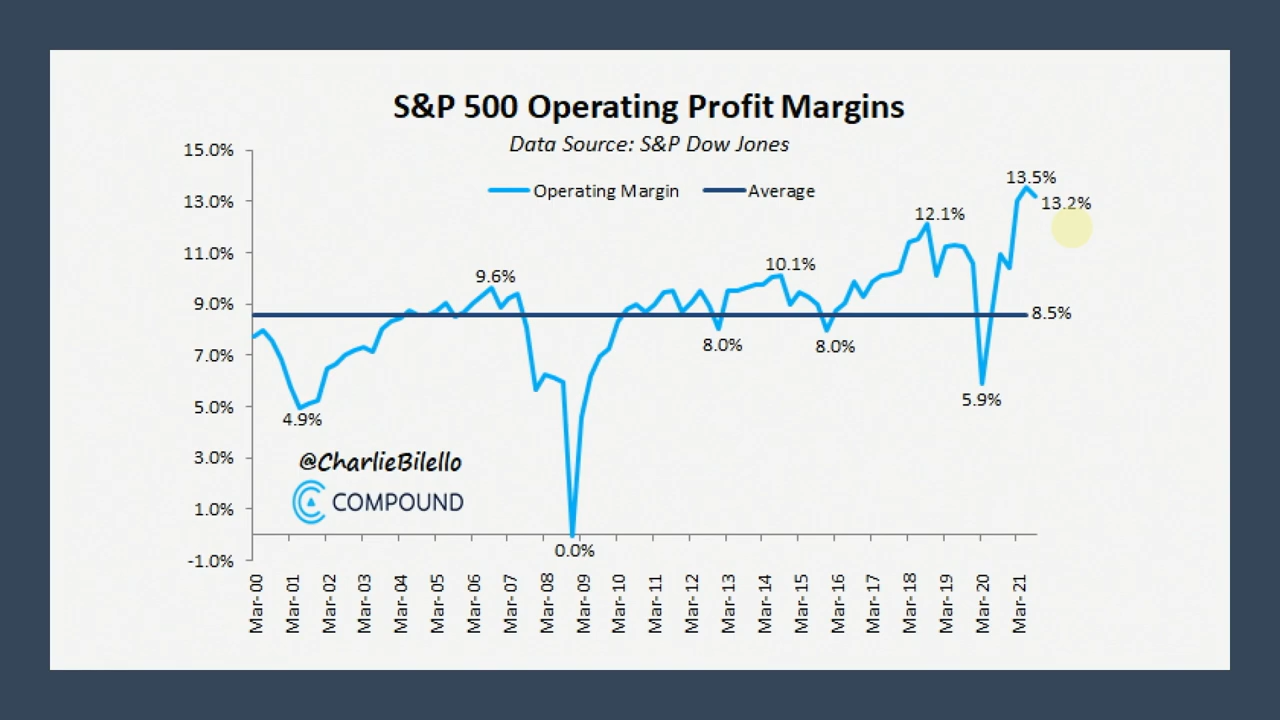 S&P 500 Operating Profit Margins
Data Source: S&P Dow Jones
Operating Margin
Average
15.0%
13.0%
11.0%
9.0%
7.0%
5.0%
3.0%
1.0%
-1.0%
4.9%
9.6%
0.0%
8.0%
10.1%
8.0%
12.1%
5.9%
13.5%
13.2%
8.5%
@CharlieBilello
COMPOUND
Mar-00
Mar-01
Mar-02
Mar-03
Mar-04
Mar-05
Mar-06
Mar-07
Mar-08
Mar-09
Mar-10
Mar-11
Mar-12
Mar-13
Mar-14
Mar-15
Mar-16
Mar-17
Mar-18
Mar-19
Mar-20
Mar-21